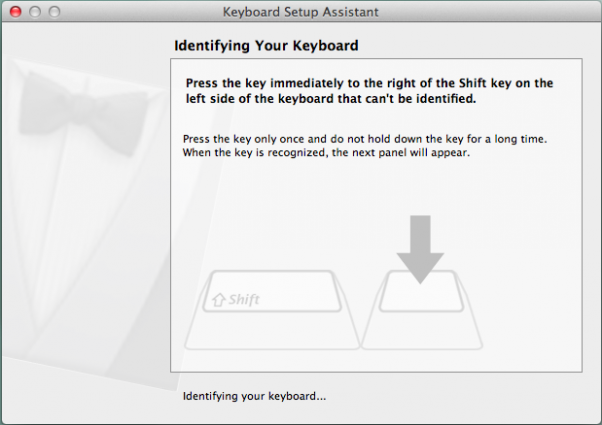 Keyboard Setup Assistant
Identifying Your Keyboard
Press the key immediately to the right of the Shift key on the
left side of the keyboard that can't be identified.
Press the key only once and do not hold down the key for a long time.
When the key is recognized, the next panel will appear.
Shift
Identifying your keyboard...